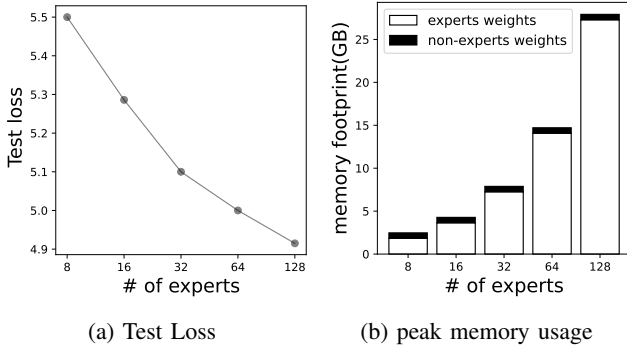 5.5
5.4
5.3
5.2
5.1
5.0
4.9
Test loss
8 16 32 64 128
# of experts
(a) Test Loss
experts weights
non-experts weights
25
20
15
10
5
0
memory footprint(GB)
8 16 32 64 128
# of experts
(b) peak memory usage